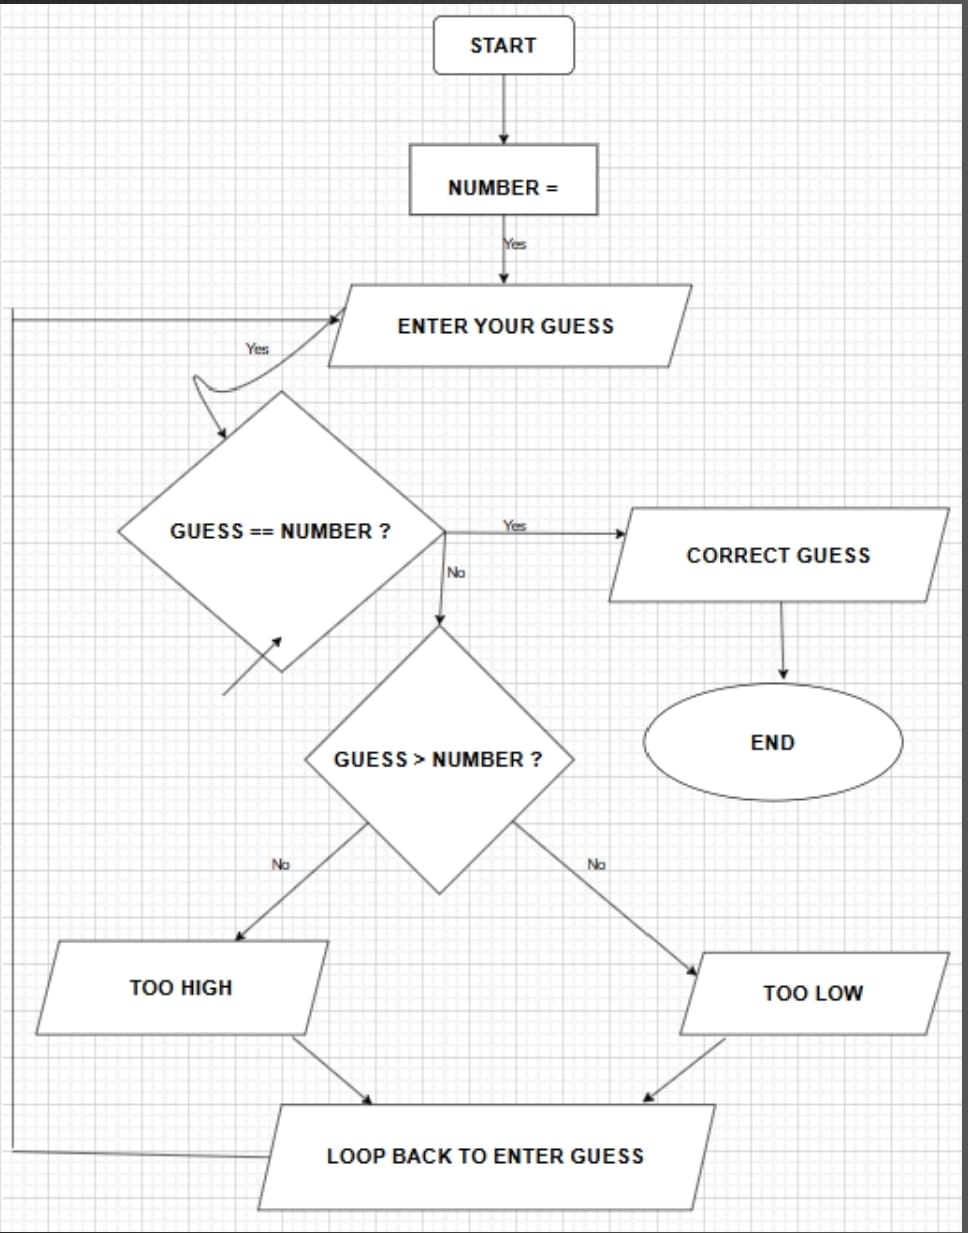 START
NUMBER =
Yes
ENTER YOUR GUESS
Yes
GUESS == NUMBER ?
Yes
CORRECT GUESS
No
END
GUESS > NUMBER ?
No
No
TOO HIGH
TOO LOW
LOOP BACK TO ENTER GUESS